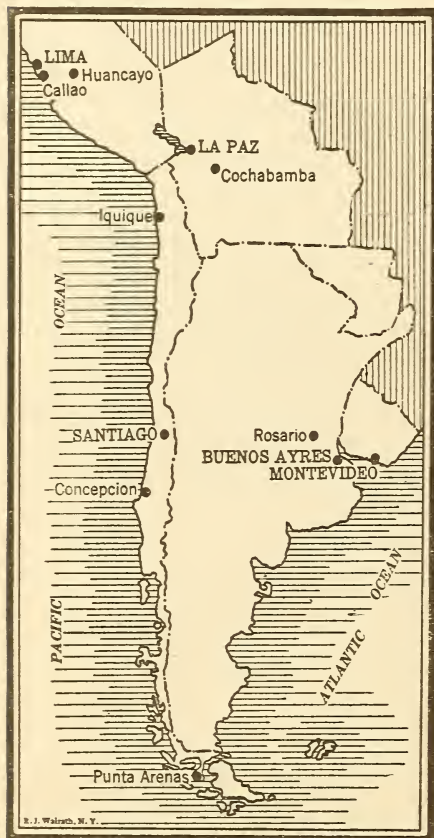 LIMA
Huancayo
Callao
LA PAZ
Cochabamba
Iquique
OCEAN
SANTIAGO
Rosario
BUENOS AYRES
MONTEVIDEO
Concepcion
OCEAN
PACIFIC
ATLANTIC
Punta Arenas
R. J. Walrath, N. Y.